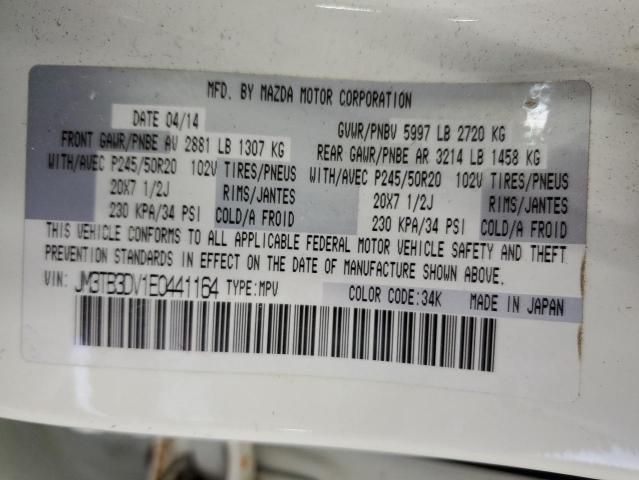 MFD. BY MAZDA MOTOR CORPORATION
DATE 04/14 GVWR/PNBV 5997 LB 2720 KG
FRONT GAWR/PNBE AV 2881 LB 1307 KG REAR GAWR/PNBE AR 3214 LB 1458 KG
WITH/AVEC P245/50R20 102V TIRES/PNEUS WITH/AVEC P245/50R20 102V TIRES/PNEUS
20X7 1/2J RIMS/JANTES 20X7 1/2J RIMS/JANTES
230 KPA/34 PSI COLD/A FROID 230 KPA/34 PSI COLD/A FROID
THIS VEHICLE CONFORMS TO ALL APPLICABLE FEDERAL MOTOR VEHICLE SAFETY AND THEFT
PREVENTION STANDARDS IN EFFECT ON THE DATE OF MANUFACTURE SHOWN ABOVE.
VIN: JM3TB3DV1E0441164 TYPE:MPV COLOR CODE:34K MADE IN JAPAN